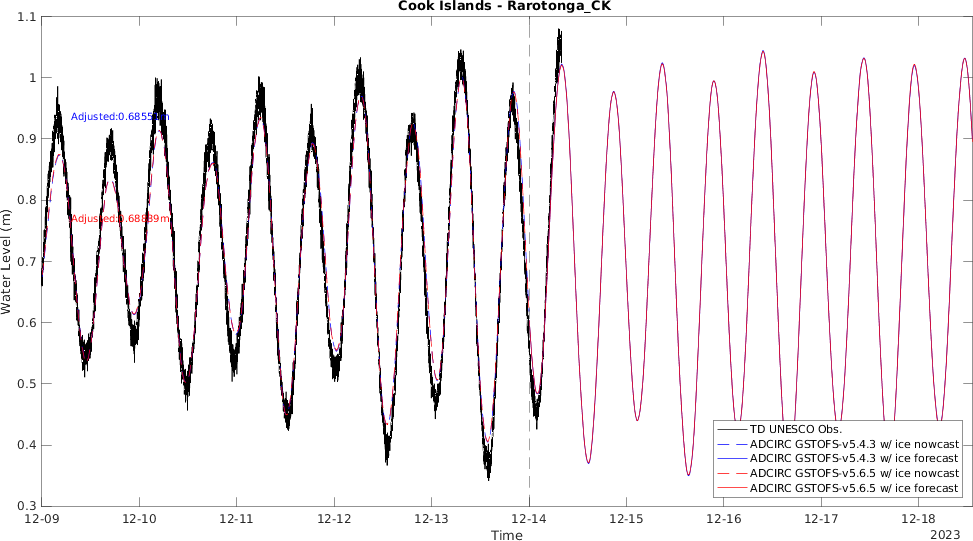 Cook Islands - Rarotonga_CK
1.1
1
0.9
0.8
0.7
0.6
0.5
0.4
0.3
Water Level (m)
Adjusted:0.6855 m
Adjusted:0.68889m
TD UNESCO Obs.
ADCIRC GSTOFS-v5.4.3 w/ ice nowcast
ADCIRC GSTOFS-v5.4.3 w/ ice forecast
ADCIRC GSTOFS-v5.6.5 w/ ice nowcast
ADCIRC GSTOFS-v5.6.5 w/ ice forecast
12-09 12-10 12-11 12-12 12-13 12-14 12-15 12-16 12-17 12-18
Time
2023